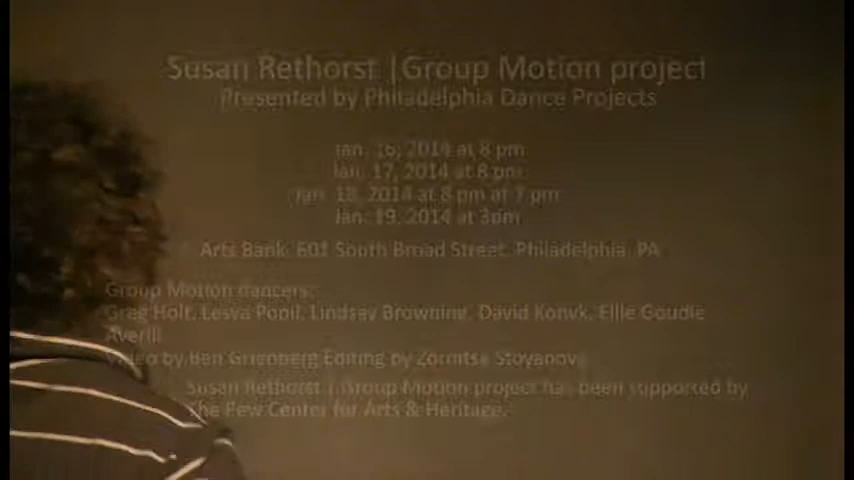 Susan Rethorst |Group Motion project
Presented by Philadelphia Dance Projects
Jan. 16, 2014 at 8 pm
Jan. 17, 2014 at 8 pm
Jan. 18, 2014 at 8 pm at 7 pm
Jan. 19, 2014 at 3pm
Arts Bank, 601 South Broad Street, Philadelphia, PA
Group Motion dancers:
Greg Holt, Lesya Popil, Lindsay Browning, David Konyk, Ellie Goudie
Averill
Video by Ben Grienberg Editing by Zornitsa Stoyanova
Susan Rethorst | Group Motion project has been supported by
The Pew Center for Arts & Heritage.